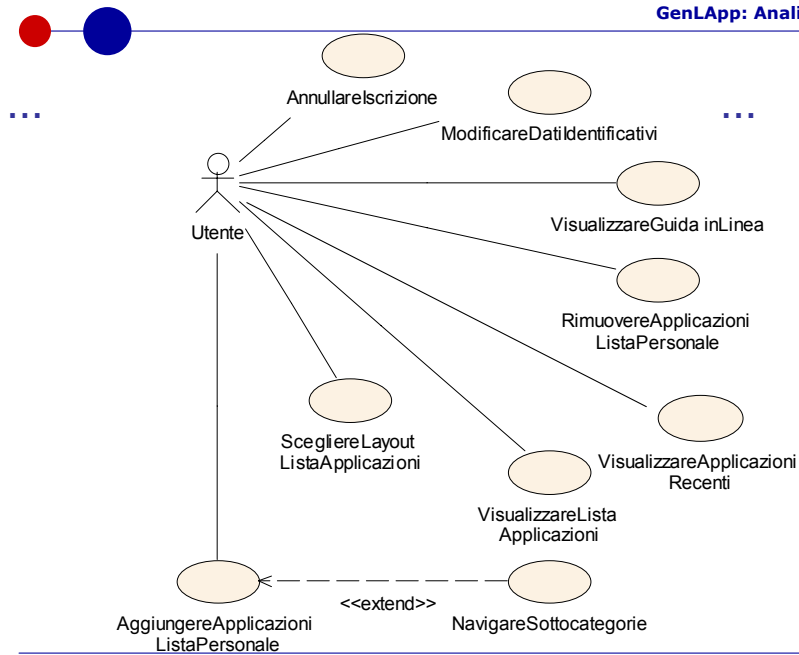 GenLApp: Anali
AnnullareIscrizione
...
...
ModificareDatiIdentificativi
VisualizzareGuida inLinea
Utente
RimuovereApplicazioni
ListaPersonale
ScegliereLayout
ListaApplicazioni
VisualizzareApplicazioni
Recenti
VisualizzareLista
Applicazioni
<<extend>>
AggiungereApplicazioni
ListaPersonale
NavigareSottocategorie